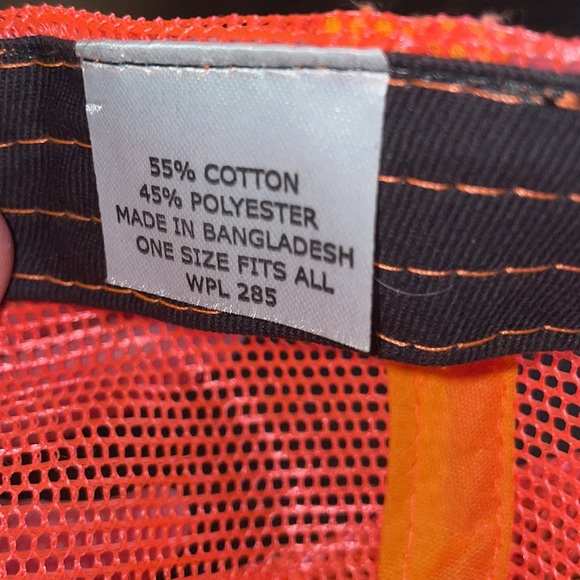 55% COTTON
45% POLYESTER
MADE IN BANGLADESH
ONE SIZE FITS ALL
WPL 285